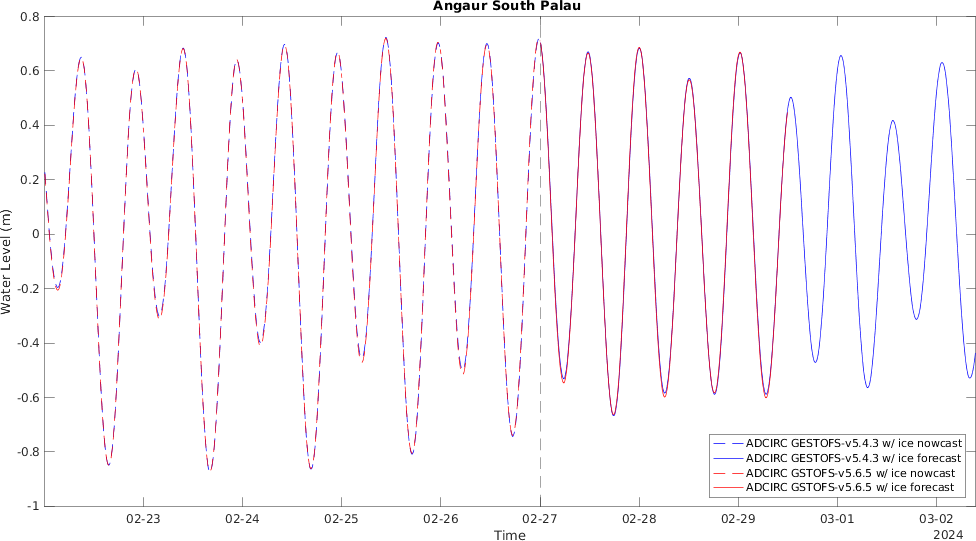 Angaur South Palau
0.8
0.6
0.4
0.2
0
-0.2
-0.4
-0.6
-0.8
-1
Water Level (m)
02-23 02-24 02-25 02-26 02-27 02-28 02-29 03-01 03-02
Time
2024
ADCIRC GESTOFS-v5.4.3 w/ ice nowcast
ADCIRC GESTOFS-v5.4.3 w/ ice forecast
ADCIRC GSTOFS-v5.6.5 w/ ice nowcast
ADCIRC GSTOFS-v5.6.5 w/ ice forecast